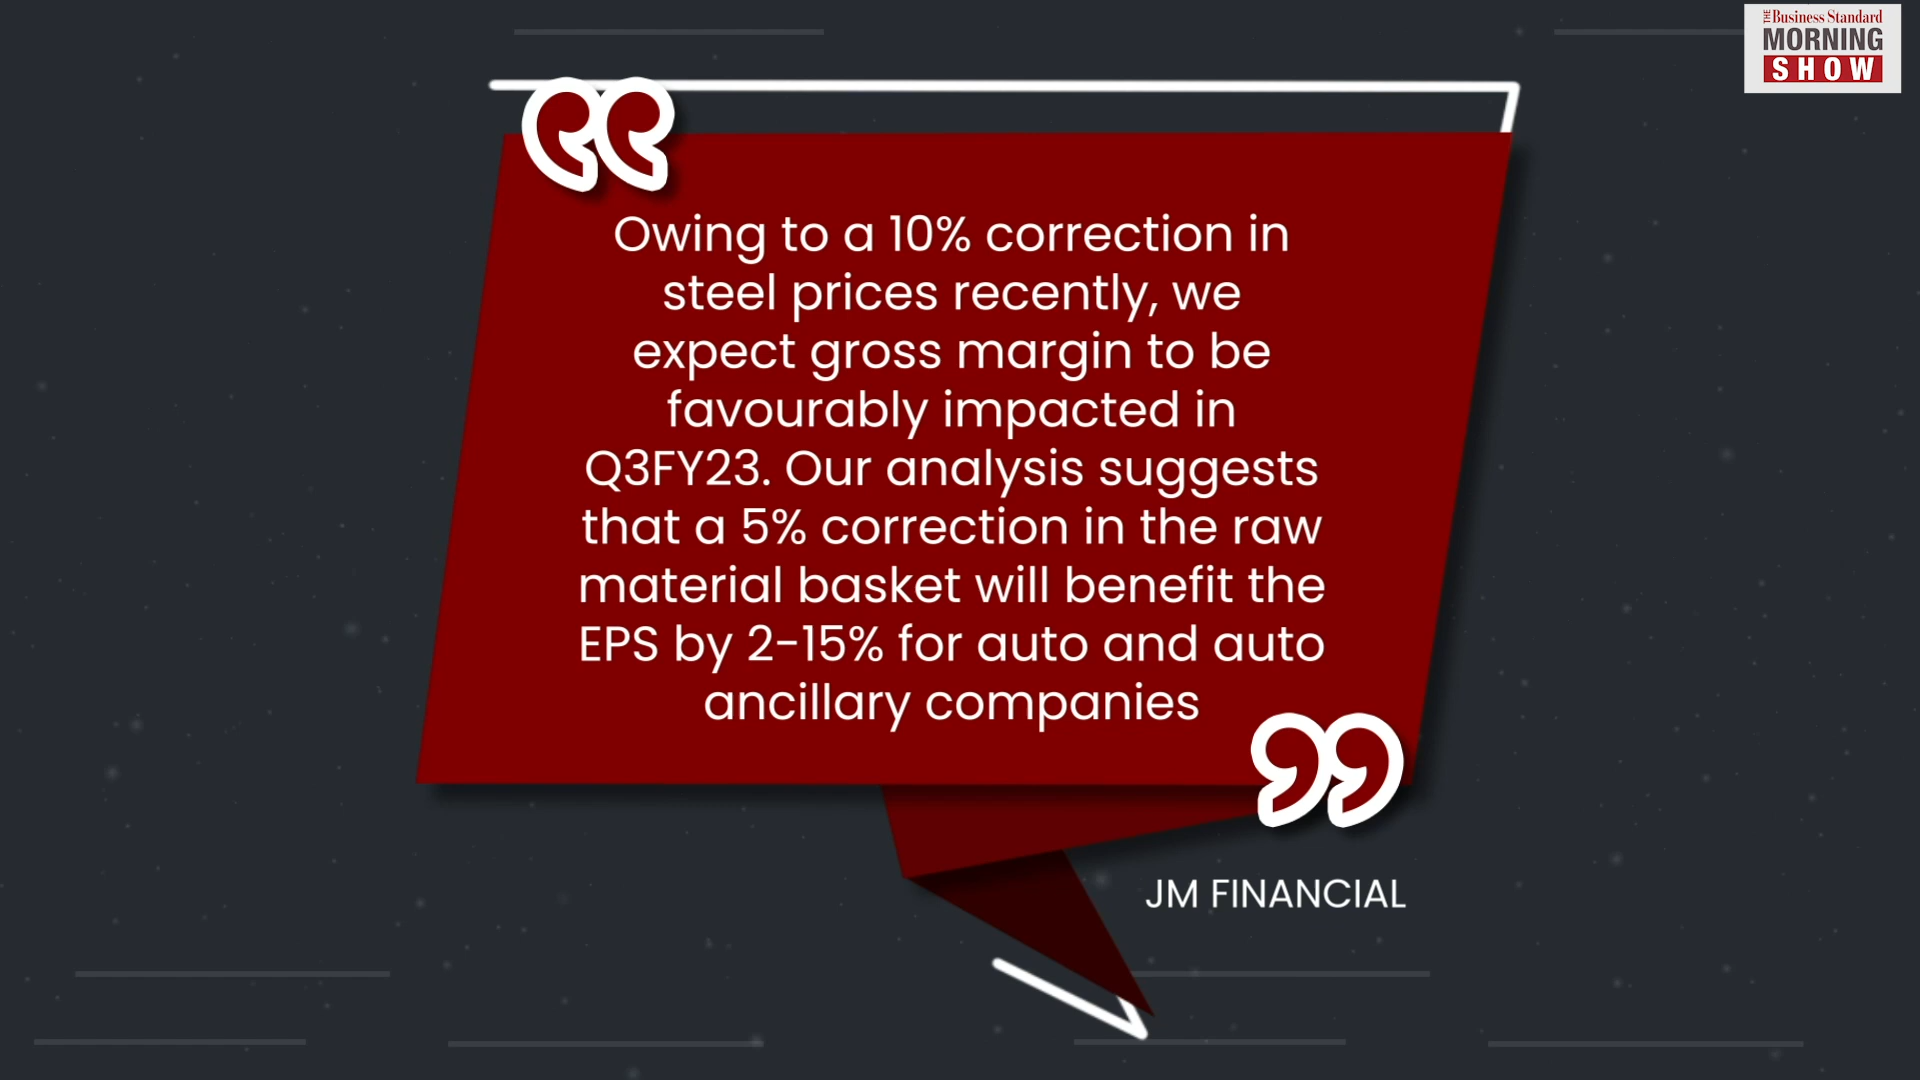 THE Business Standard
MORNING
SHOW
Owing to a 10% correction in
steel prices recently, we
expect gross margin to be
favourably impacted in
Q3FY23. Our analysis suggests
that a 5% correction in the raw
material basket will benefit the
EPS by 2-15% for auto and auto
ancillary companies
JM FINANCIAL